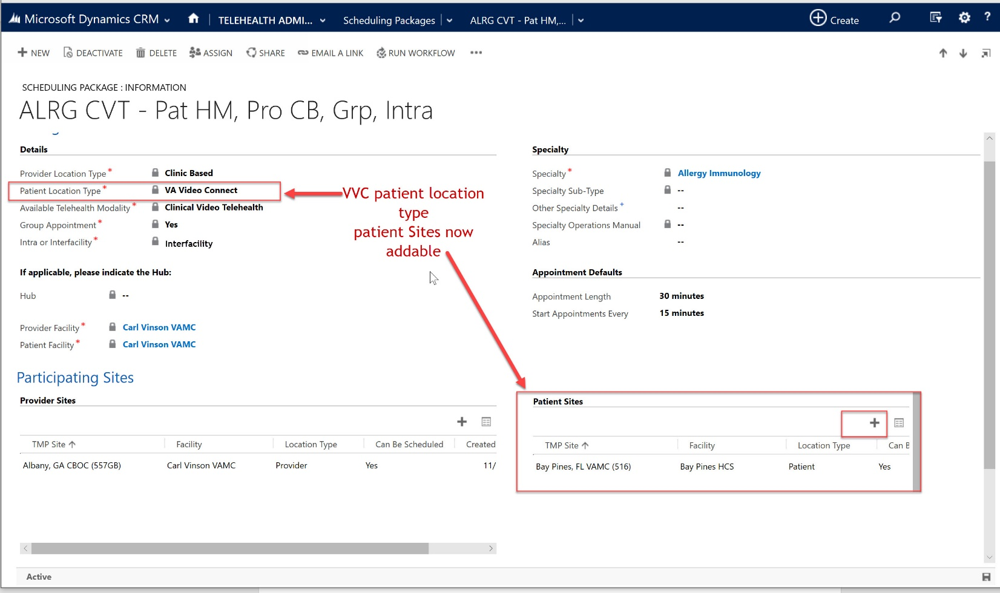 Microsoft Dynamics CRM
TELEHEALTH ADMI...
Scheduling Packages
ALRG CVT - Pat HM,...
Create
?
NEW
DEACTIVATE
DELETE
ASSIGN
SHARE
EMAIL A LINK
RUN WORKFLOW
SCHEDULING PACKAGE : INFORMATION
ALRG CVT - Pat HM, Pro CB, Grp, Intra
Details
Provider Location Type* Clinic Based
Patient Location Type* VA Video Connect
Available Telehealth Modality* Clinical Video Telehealth
Group Appointment* Yes
Intra or Interfacility* Interfacility
If applicable, please indicate the Hub:
Hub --
Provider Facility* Carl Vinson VAMC
Patient Facility* Carl Vinson VAMC
VVC patient location
type
patient Sites now
addable
Specialty
Specialty* Allergy Immunology
Specialty Sub-Type --
Other Specialty Details+ --
Specialty Operations Manual --
Alias --
Appointment Defaults
Appointment Length 30 minutes
Start Appointments Every 15 minutes
Participating Sites
Provider Sites
TMP Site Facility Location Type Can Be Scheduled Created
Albany, GA CBOC (557GB) Carl Vinson VAMC Provider Yes 11/
Patient Sites
TMP Site Facility Location Type Can B
Bay Pines, FL VAMC (516) Bay Pines HCS Patient Yes
Active